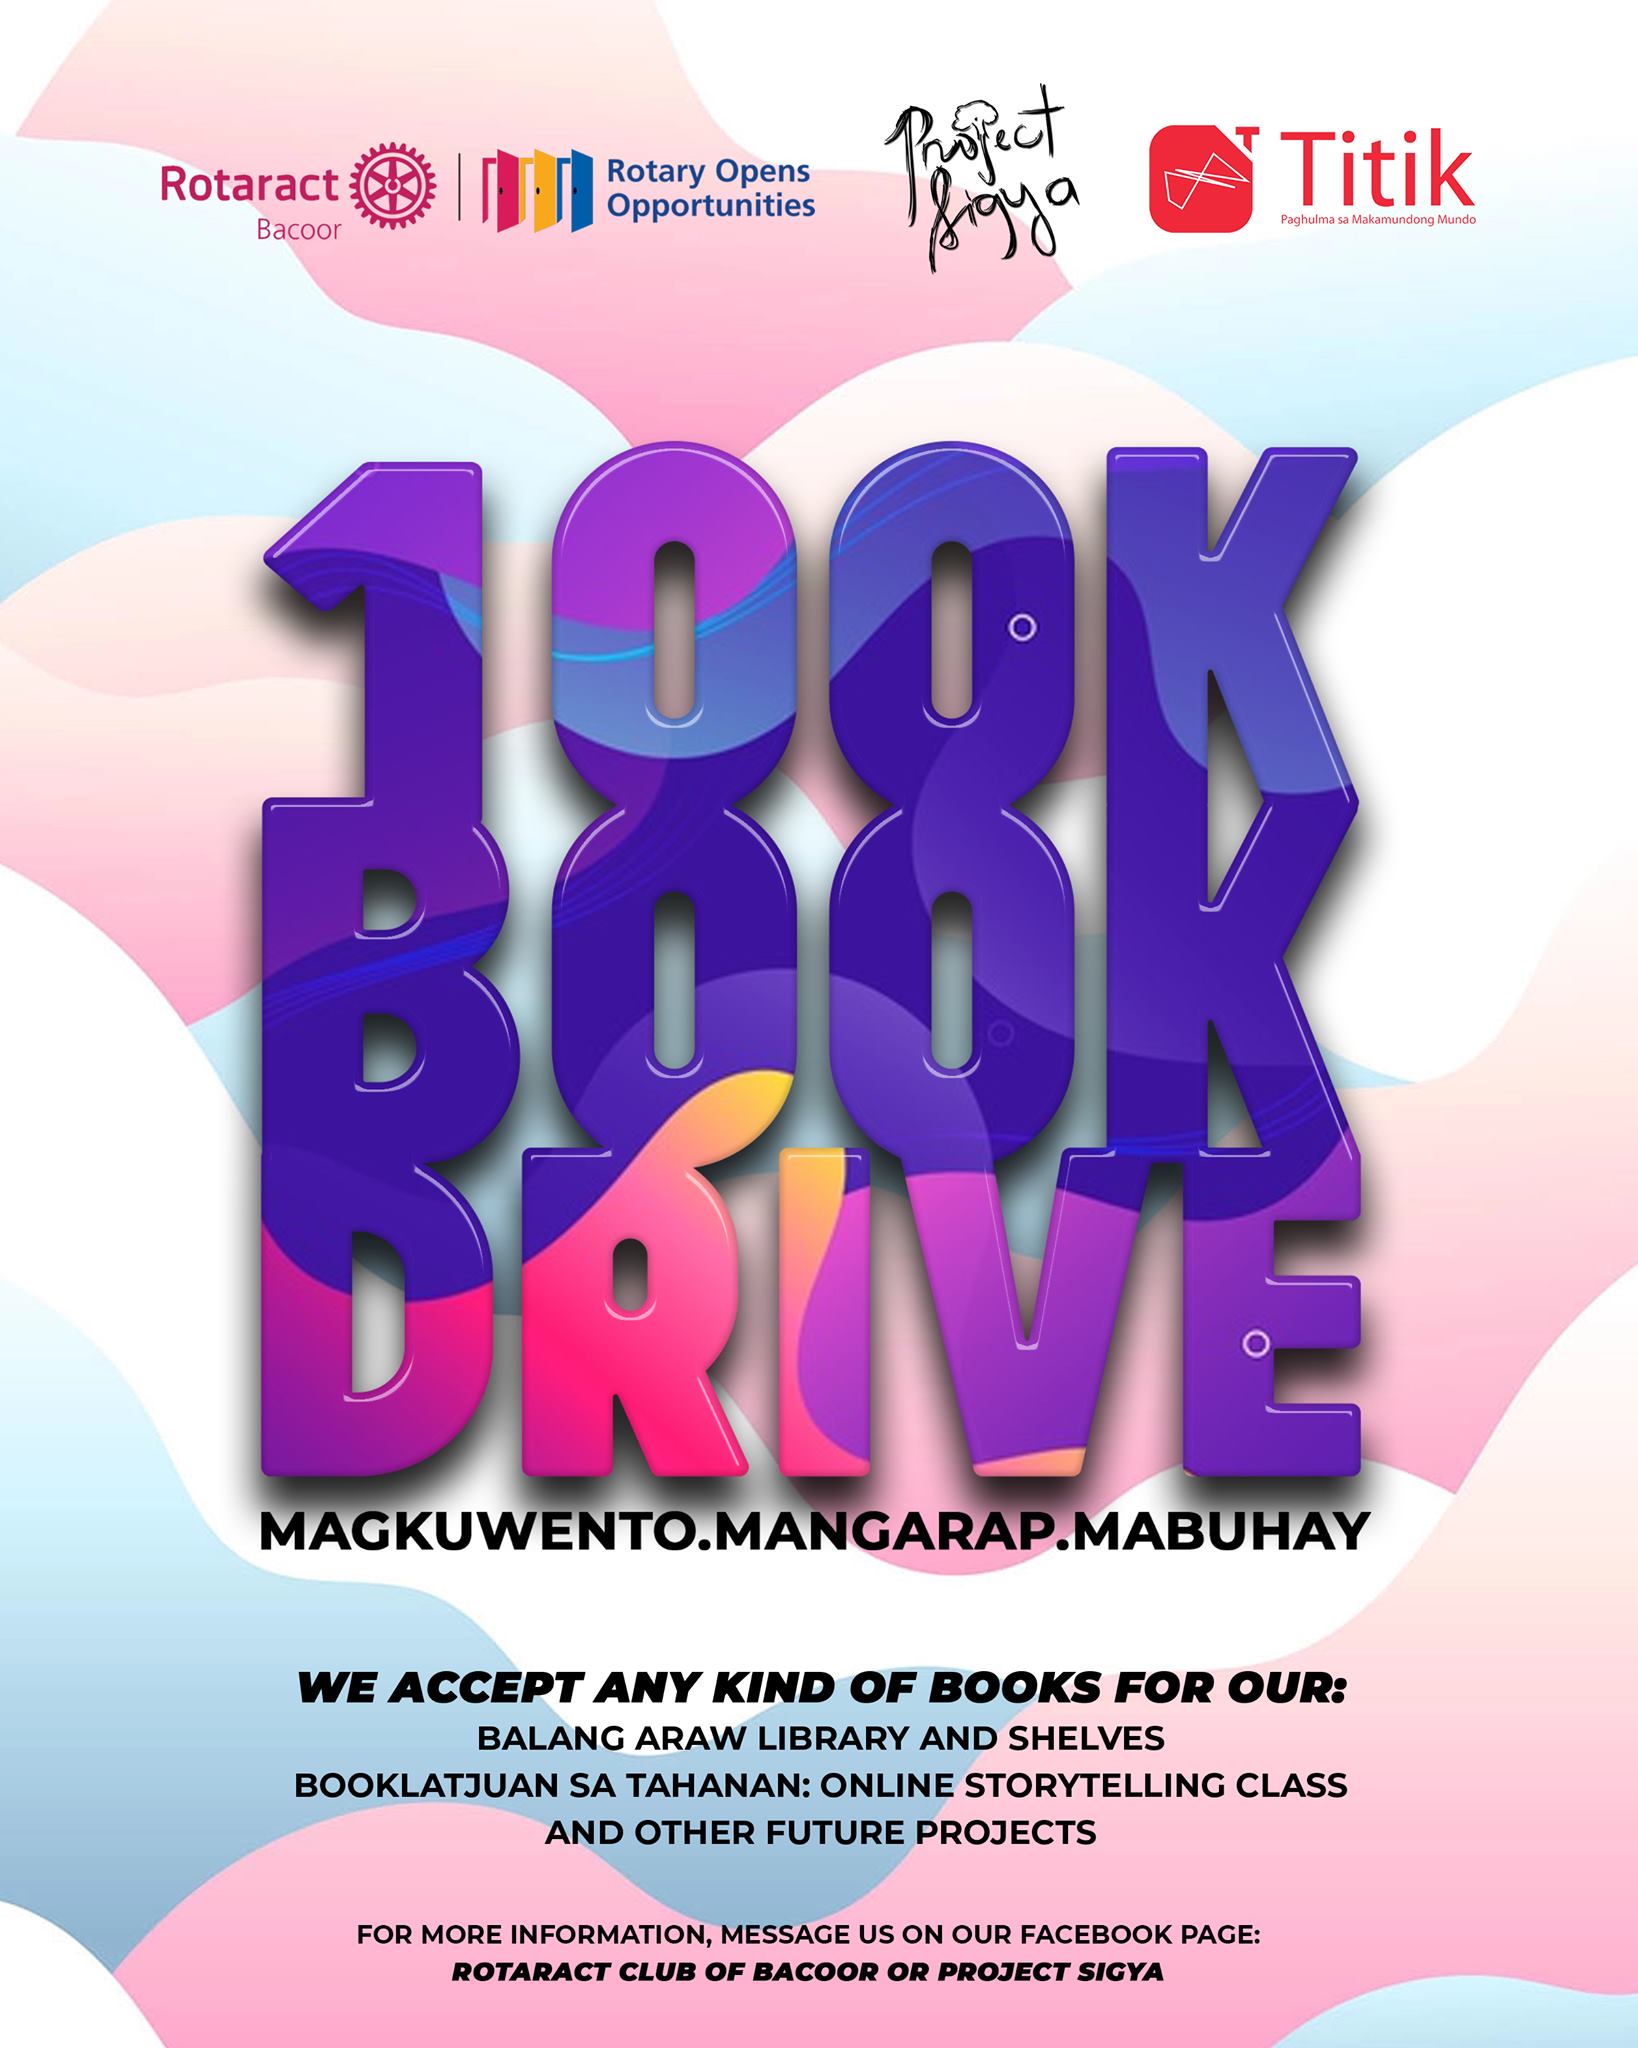 Rotaract
Bacoor
Rotary Opens
Opportunities
Project
Sigya
Titik
Paghulma sa Makamundong Mundo
100K
BOOK
DRIVE
MAGKUWENTO.MANGARAP.MABUHAY
WE ACCEPT ANY KIND OF BOOKS FOR OUR:
BALANG ARAW LIBRARY AND SHELVES
BOOKLATJUAN SA TAHANAN: ONLINE STORYTELLING CLASS
AND OTHER FUTURE PROJECTS
FOR MORE INFORMATION, MESSAGE US ON OUR FACEBOOK PAGE:
ROTARACT CLUB OF BACOOR OR PROJECT SIGYA